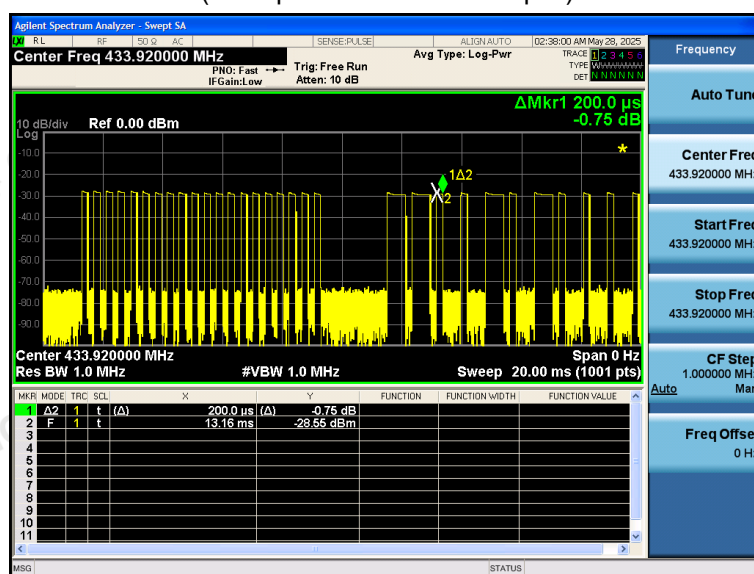 Agilent Spectrum Analyzer - Swept SA
RL RF 50 Ω AC SENSE:PULSE ALIGN AUTO 02:38:00 AM May 28, 2025
Center Freq 433.920000 MHz
PNO: Fast
IFGain:Low
Trig: Free Run
Atten: 10 dB
Avg Type: Log-Pwr
TRACE 1 2 3 4 5 6
TYPE
DET N N N N N N
ΔMkr1 200.0 µs
-0.75 dB
10 dB/div Ref 0.00 dBm
Log
-10.0
-20.0
-30.0
-40.0
-50.0
-60.0
-70.0
-80.0
-90.0
1Δ2
2
Center 433.920000 MHz Span 0 Hz
Res BW 1.0 MHz #VBW 1.0 MHz Sweep 20.00 ms (1001 pts)
MKR MODE TRC SCL X Y FUNCTION FUNCTION WIDTH FUNCTION VALUE
1 Δ2 1 t (Δ) 200.0 µs (Δ) -0.75 dB
2 F 1 t 13.16 ms -28.55 dBm
3
4
5
6
7
8
9
10
11
MSG STATUS
Frequency
Auto Tune
Center Freq
433.920000 MHz
Start Freq
433.920000 MHz
Stop Freq
433.920000 MHz
CF Step
1.000000 MHz
Auto Man
Freq Offset
0 Hz